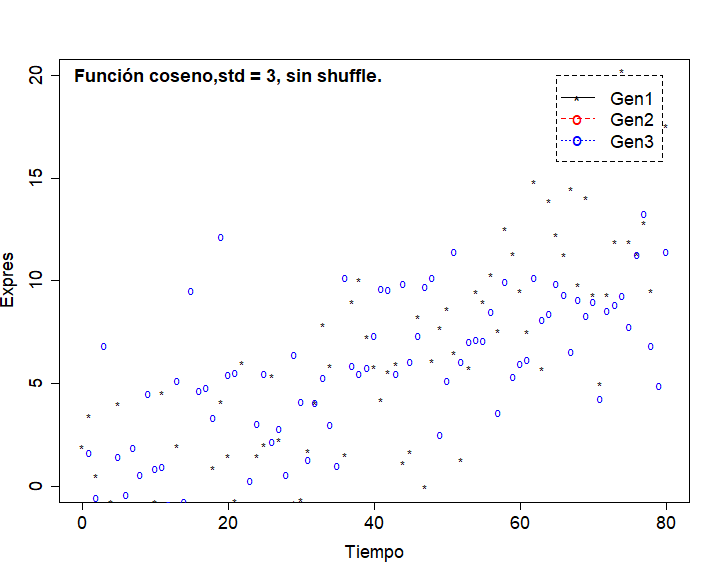 Función coseno,std = 3, sin shuffle.
Gen1
Gen2
Gen3
Expres
20
15
10
5
0
0 20 40 60 80
Tiempo